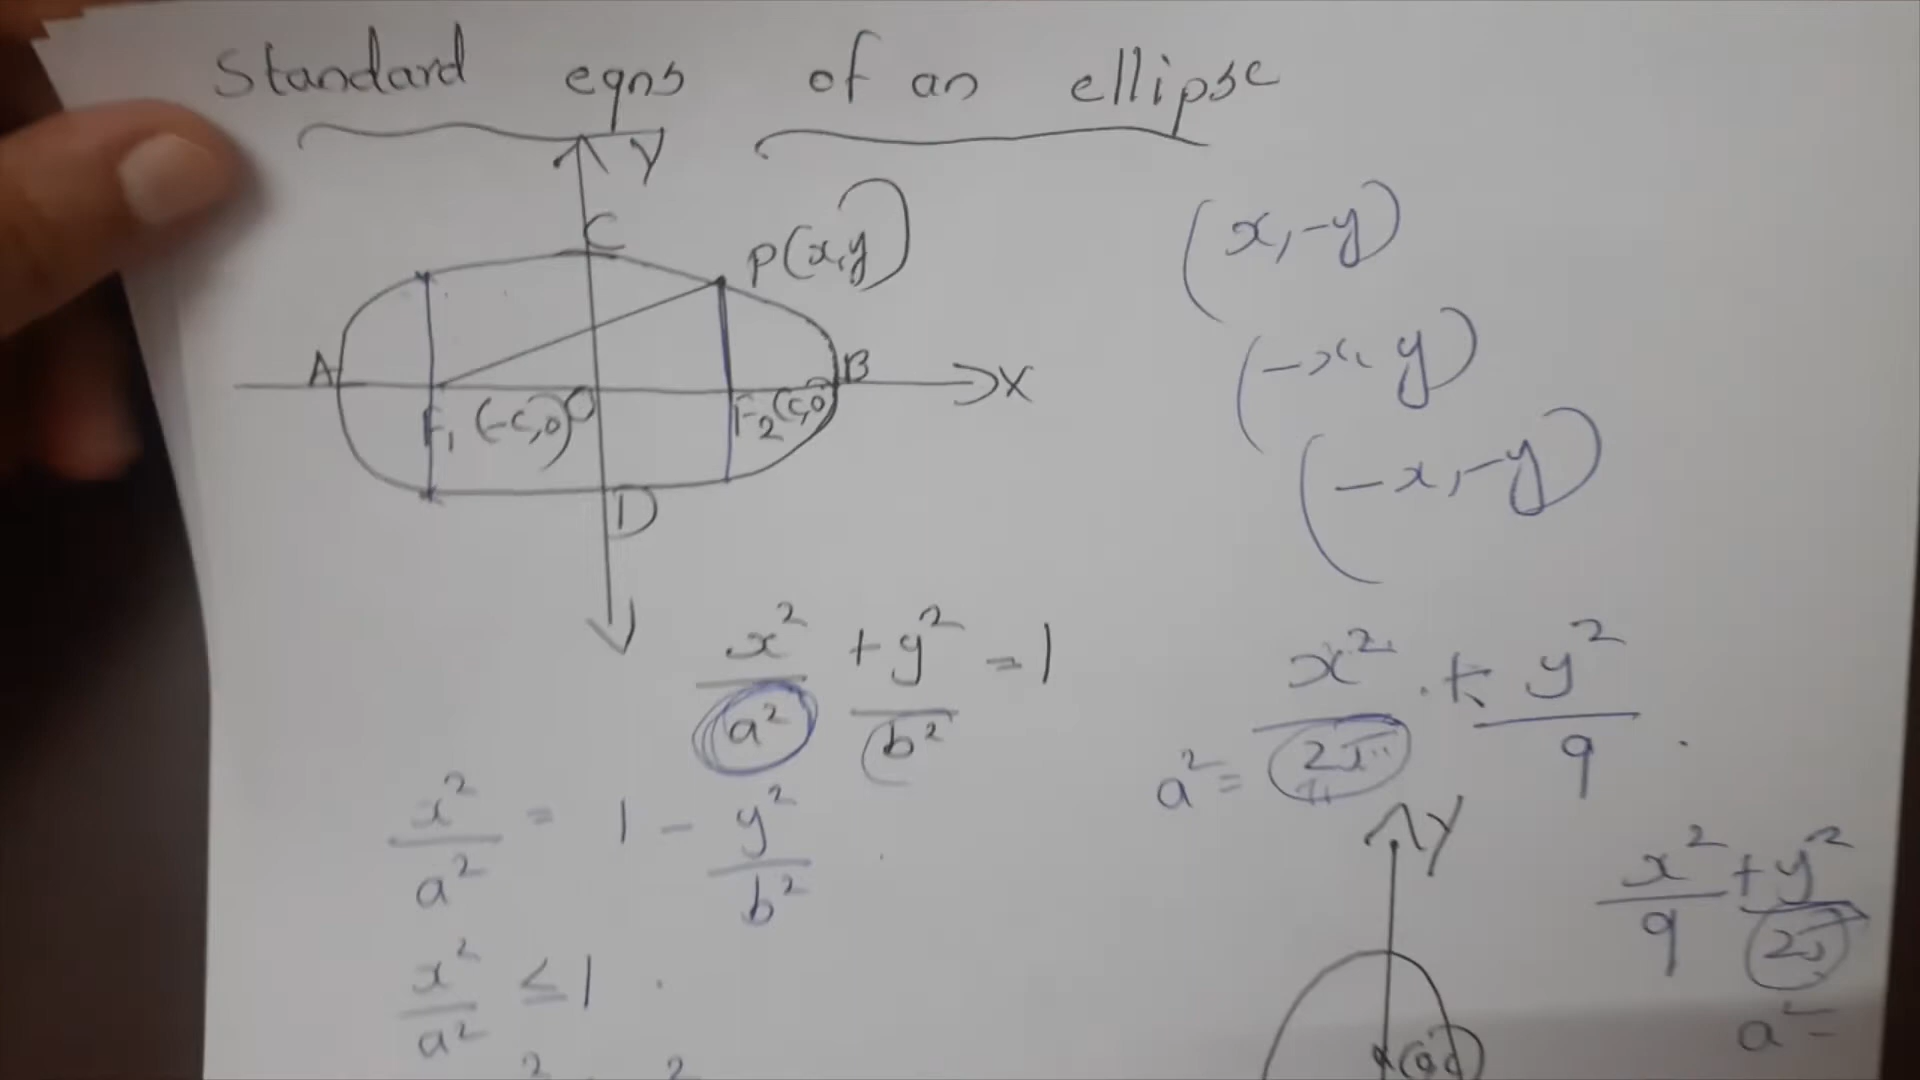 Standard eqns of an ellipse
Y
C
P(x,y)
A
B
X
F₁ (-c,0)
O
F₂(c,0)
D
(x,-y)
(-x, y)
(-x,-y)
x²/a² + y²/b² = 1
x²/25 + y²/9
a² =
x²/a² = 1 - y²/b²
Y
x²/9 + y²/25
a² =
x²/a² ≤ 1